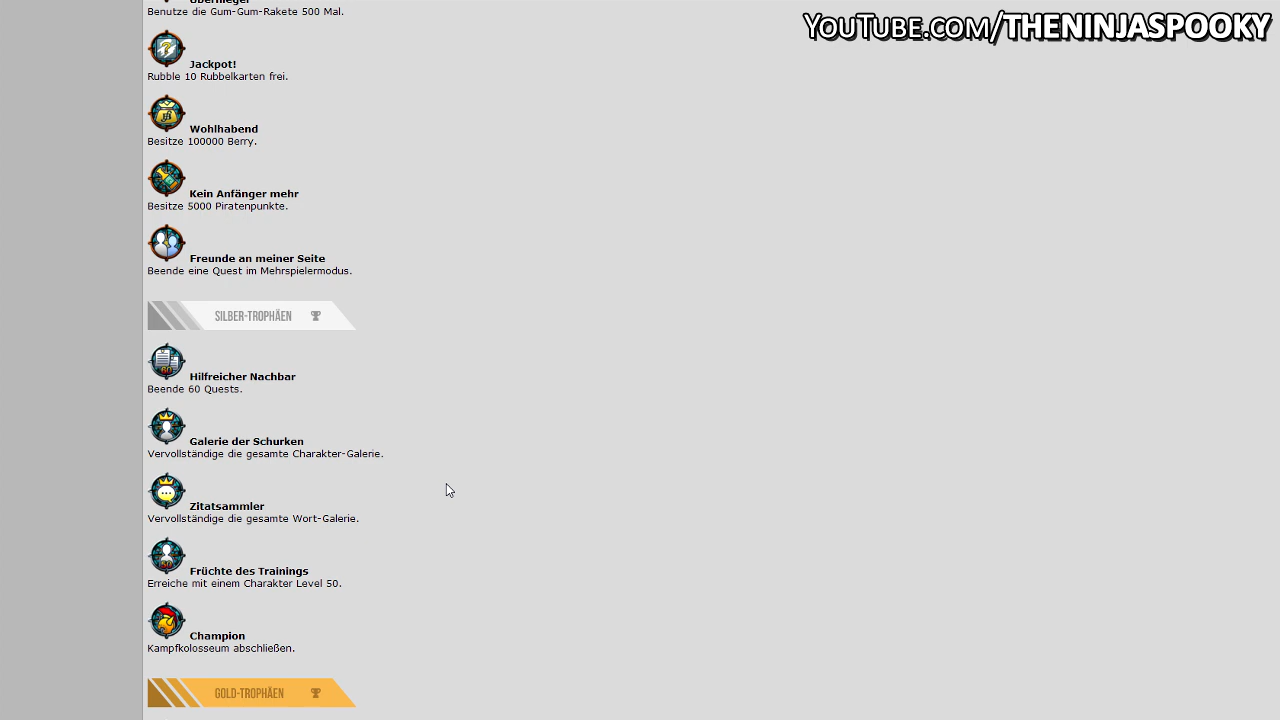 YouTube.com/THENINJASPOOKY
Überflieger
Benutze die Gum-Gum-Rakete 500 Mal.
Jackpot!
Rubble 10 Rubbelkarten frei.
Wohlhabend
Besitze 100000 Berry.
Kein Anfänger mehr
Besitze 5000 Piratenpunkte.
Freunde an meiner Seite
Beende eine Quest im Mehrspielermodus.
SILBER-TROPHÄEN
60
Hilfreicher Nachbar
Beende 60 Quests.
Galerie der Schurken
Vervollständige die gesamte Charakter-Galerie.
Zitatsammler
Vervollständige die gesamte Wort-Galerie.
50
Früchte des Trainings
Erreiche mit einem Charakter Level 50.
Champion
Kampfkolosseum abschließen.
GOLD-TROPHÄEN